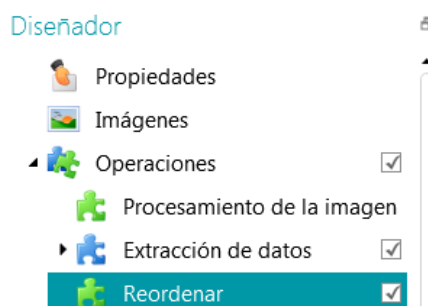 Diseñador
Propiedades
Imágenes
Operaciones
Procesamiento de la imagen
Extracción de datos
Reordenar